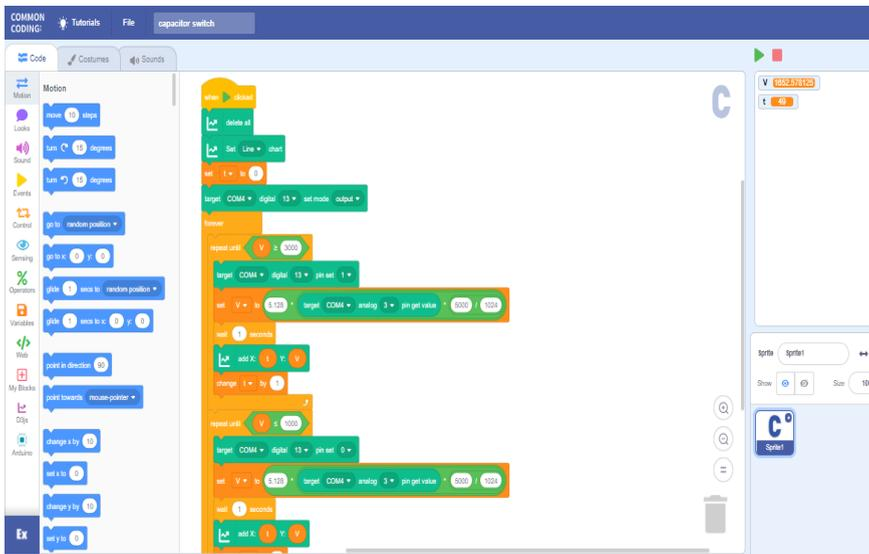 COMMON
CODING
Tutorials
File
capacitor switch
Code
Costumes
Sounds
Motion
Looks
Sound
Events
Control
Sensing
Operators
Variables
Web
My Blocks
D3js
Arduino
Ex
Motion
move 10 steps
turn 15 degrees
turn 15 degrees
go to random position
go to x: 0 y: 0
glide 1 secs to random position
glide 1 secs to x: 0 y: 0
point in direction 90
point towards mouse-pointer
change x by 10
set x to 0
change y by 10
set y to 0
when clicked
delete all
Set Line chart
set t to 0
target COM4 digital 13 set mode output
forever
repeat until V ≥ 3000
target COM4 digital 13 pin set 1
set V to 5.128 * target COM4 analog 3 pin get value * 5000 / 1024
wait 1 seconds
add X: t Y: V
change t by 1
repeat until V ≤ 1000
target COM4 digital 13 pin set 0
set V to 5.128 * target COM4 analog 3 pin get value * 5000 / 1024
wait 1 seconds
add X: t Y: V
C
V 1652.578125
t 49
Sprite Sprite1
Show
Size
C
Sprite1